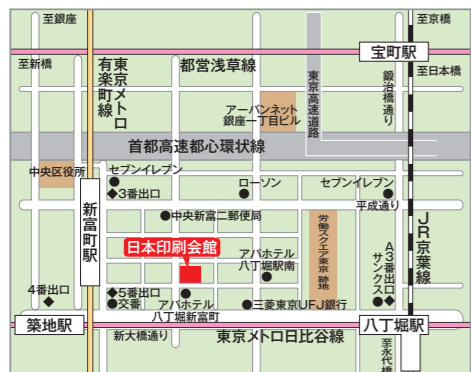 至銀座
至京橋
宝町駅
至新橋
東京メトロ
有楽町線
都営浅草線
東京高速道路
鍛治橋通り
至日本橋
アーバンネット
銀座一丁目ビル
首都高速都心環状線
中央区役所
セブンイレブン
◆3番出口
ローソン
セブンイレブン
平成通り
新富町駅
中央新富二郵便局
労働スクエア東京 跡地
JR京葉線
日本印刷会館
アパホテル
八丁堀駅南
A3番出口
サンクス
4番出口
◆5番出口
●交番
アパホテル
八丁堀新富町
●三菱東京UFJ銀行
築地駅
新大橋通り
東京メトロ日比谷線
八丁堀駅
至永代橋